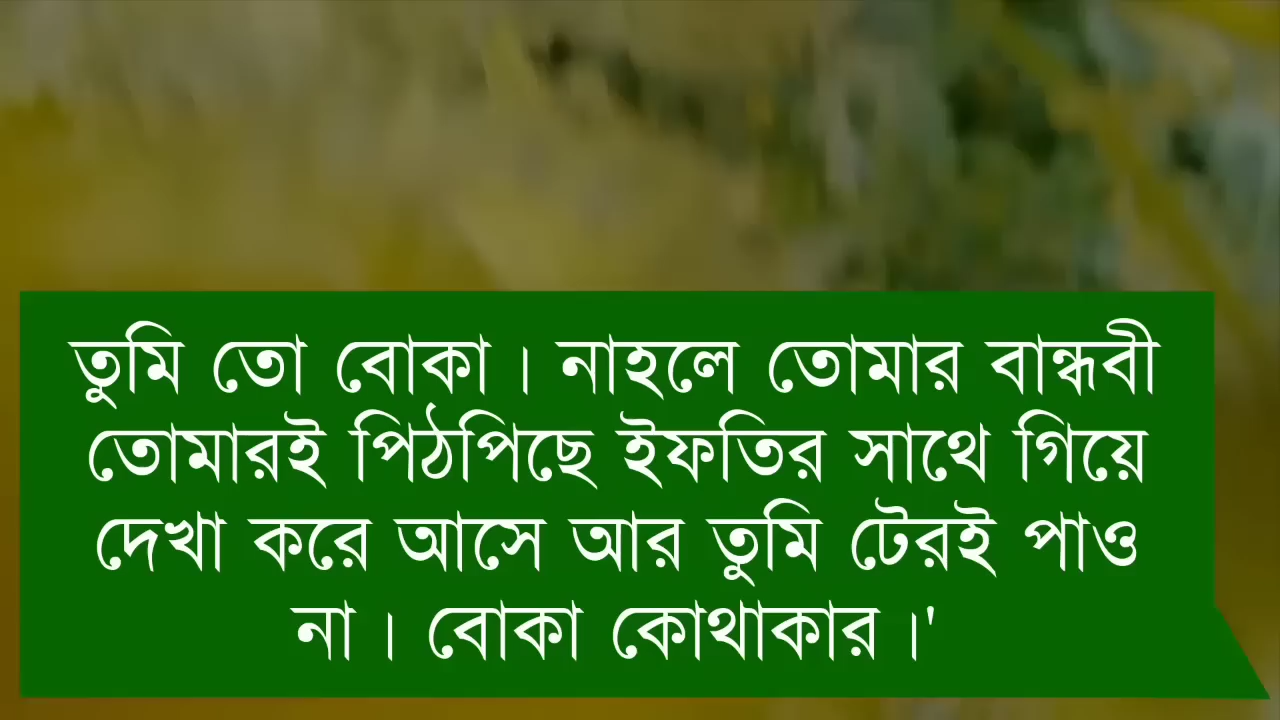 তুমি তো বোকা। নাহলে তোমার বান্ধবী
তোমারই পিঠপিছে ইফতির সাথে গিয়ে
দেখা করে আসে আর তুমি টেরই পাও
না। বোকা কোথাকার।'